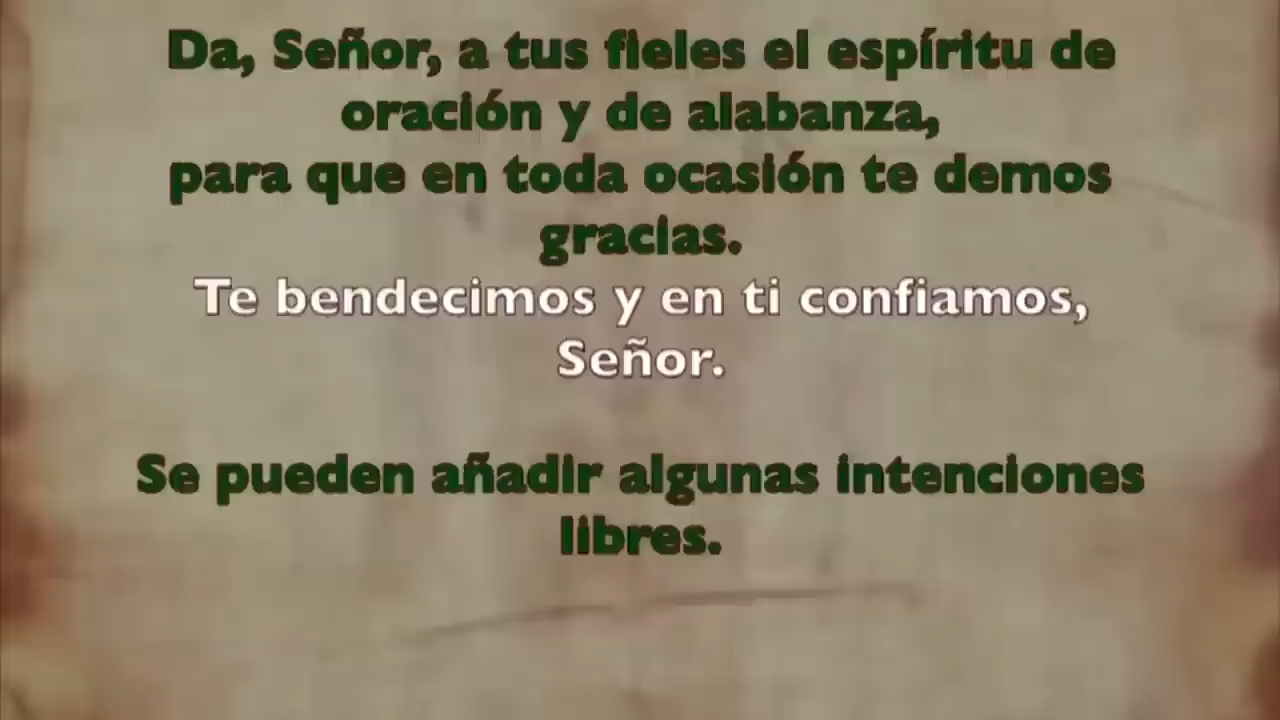 Da, Señor, a tus fieles el espíritu de
oración y de alabanza,
para que en toda ocasión te demos
gracias.
Te bendecimos y en ti confiamos,
Señor.
Se pueden añadir algunas intenciones
libres.